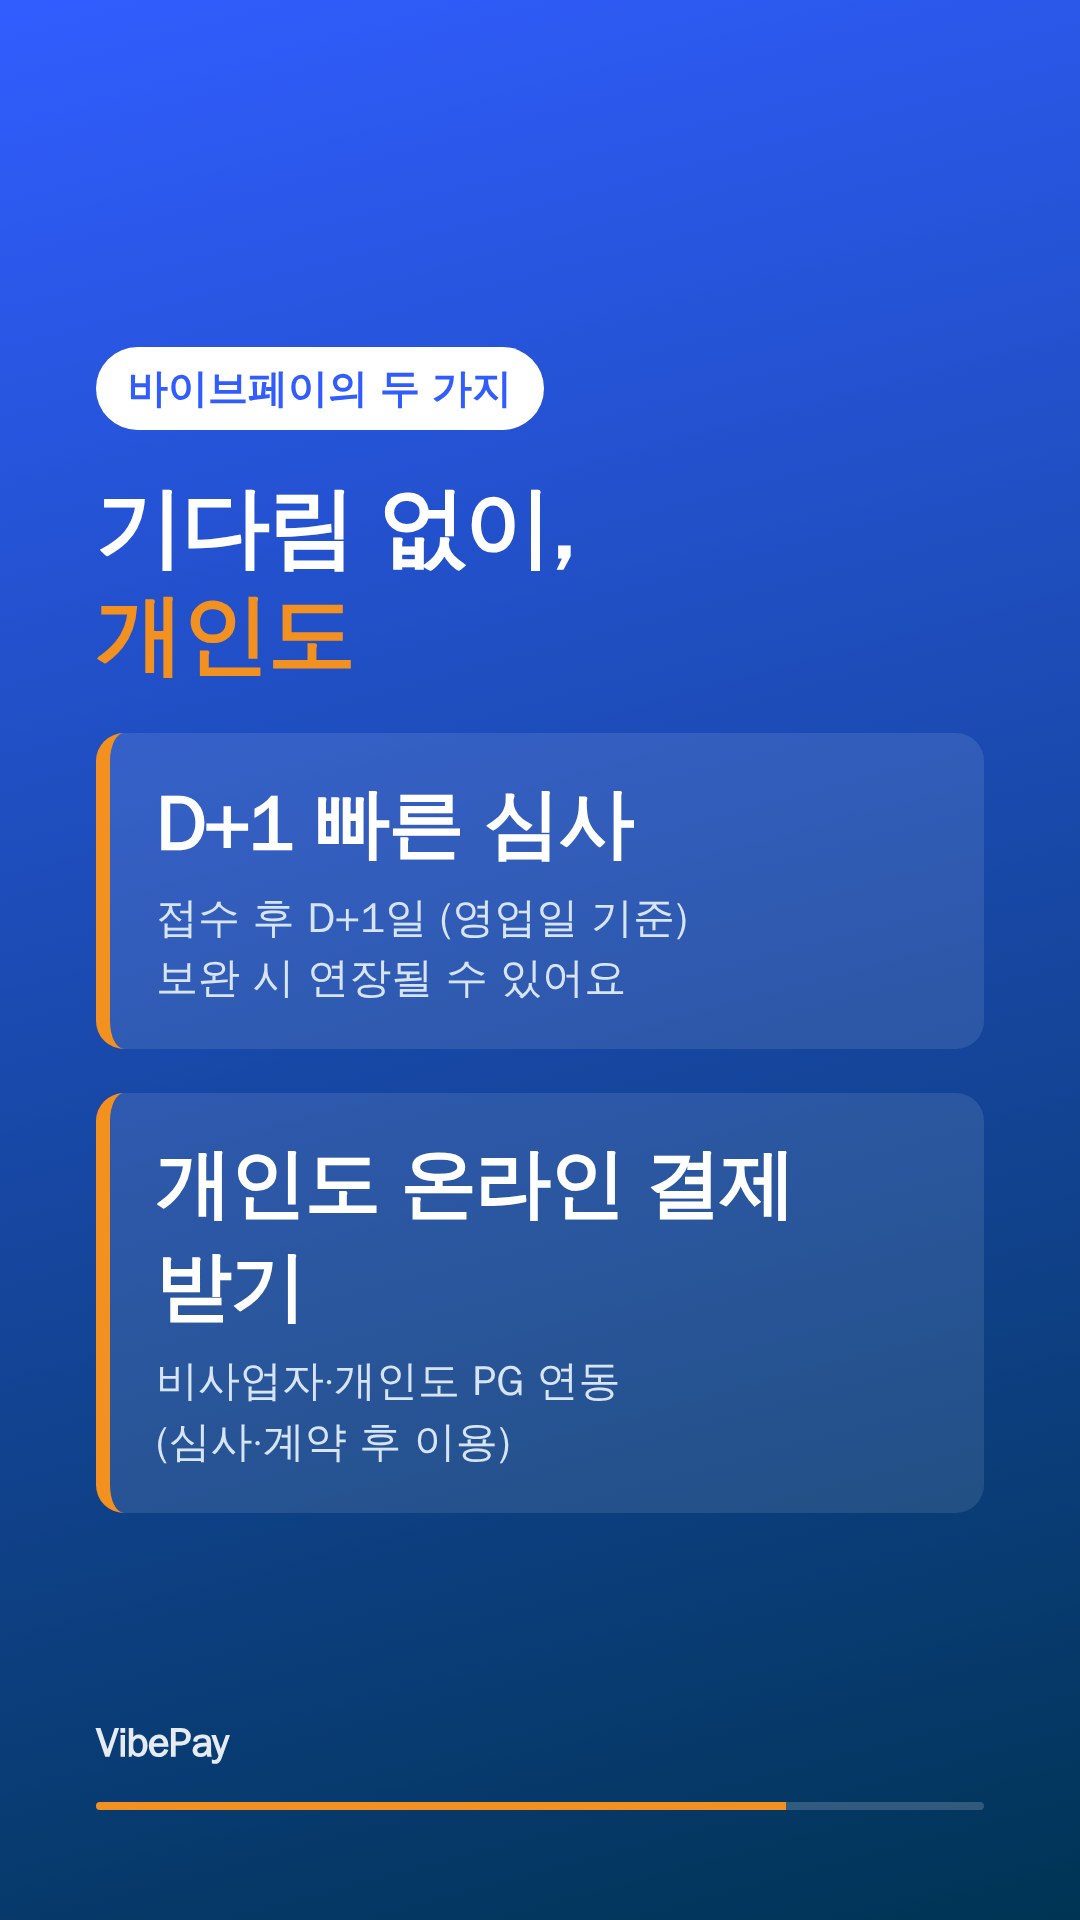 바이브페이의 두 가지
기다림 없이,
개인도
D+1 빠른 심사
접수 후 D+1일 (영업일 기준)
보완 시 연장될 수 있어요
개인도 온라인 결제
받기
비사업자·개인도 PG 연동
(심사·계약 후 이용)
VibePay